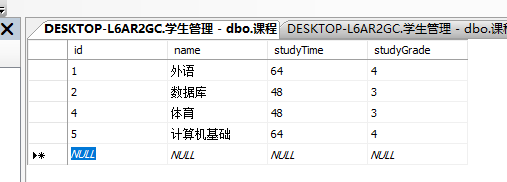 DESKTOP-L6AR2GC.学生管理 - dbo.课程 DESKTOP-L6AR2GC.学生管理 - dbo.课程
id name studyTime studyGrade
1 外语 64 4
2 数据库 48 3
4 体育 48 3
5 计算机基础 64 4
NULL NULL NULL NULL